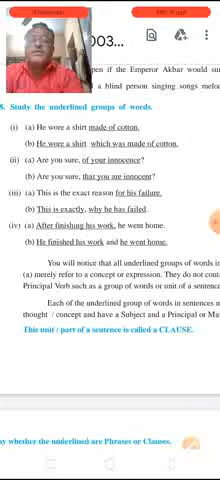 003...
pen if the Emperor Akbar would sur
a blind person singing songs melod
8. Study the underlined groups of words.
(i) (a) He wore a shirt made of cotton.
(b) He wore a shirt which was made of cotton.
(ii) (a) Are you sure, of your innocence?
(b) Are you sure, that you are innocent?
(iii) (a) This is the exact reason for his failure.
(b) This is exactly, why he has failed.
(iv) (a) After finishing his work, he went home.
(b) He finished his work and he went home.
You will notice that all underlined groups of words in
(a) merely refer to a concept or expression. They do not cont
Principal Verb such as a group of words or unit of a sentence
Each of the underlined group of words in sentences m
thought / concept and have a Subject and a Principal or Mai
This unit / part of a sentence is called a CLAUSE.
ay whether the underlined are Phrases or Clauses.